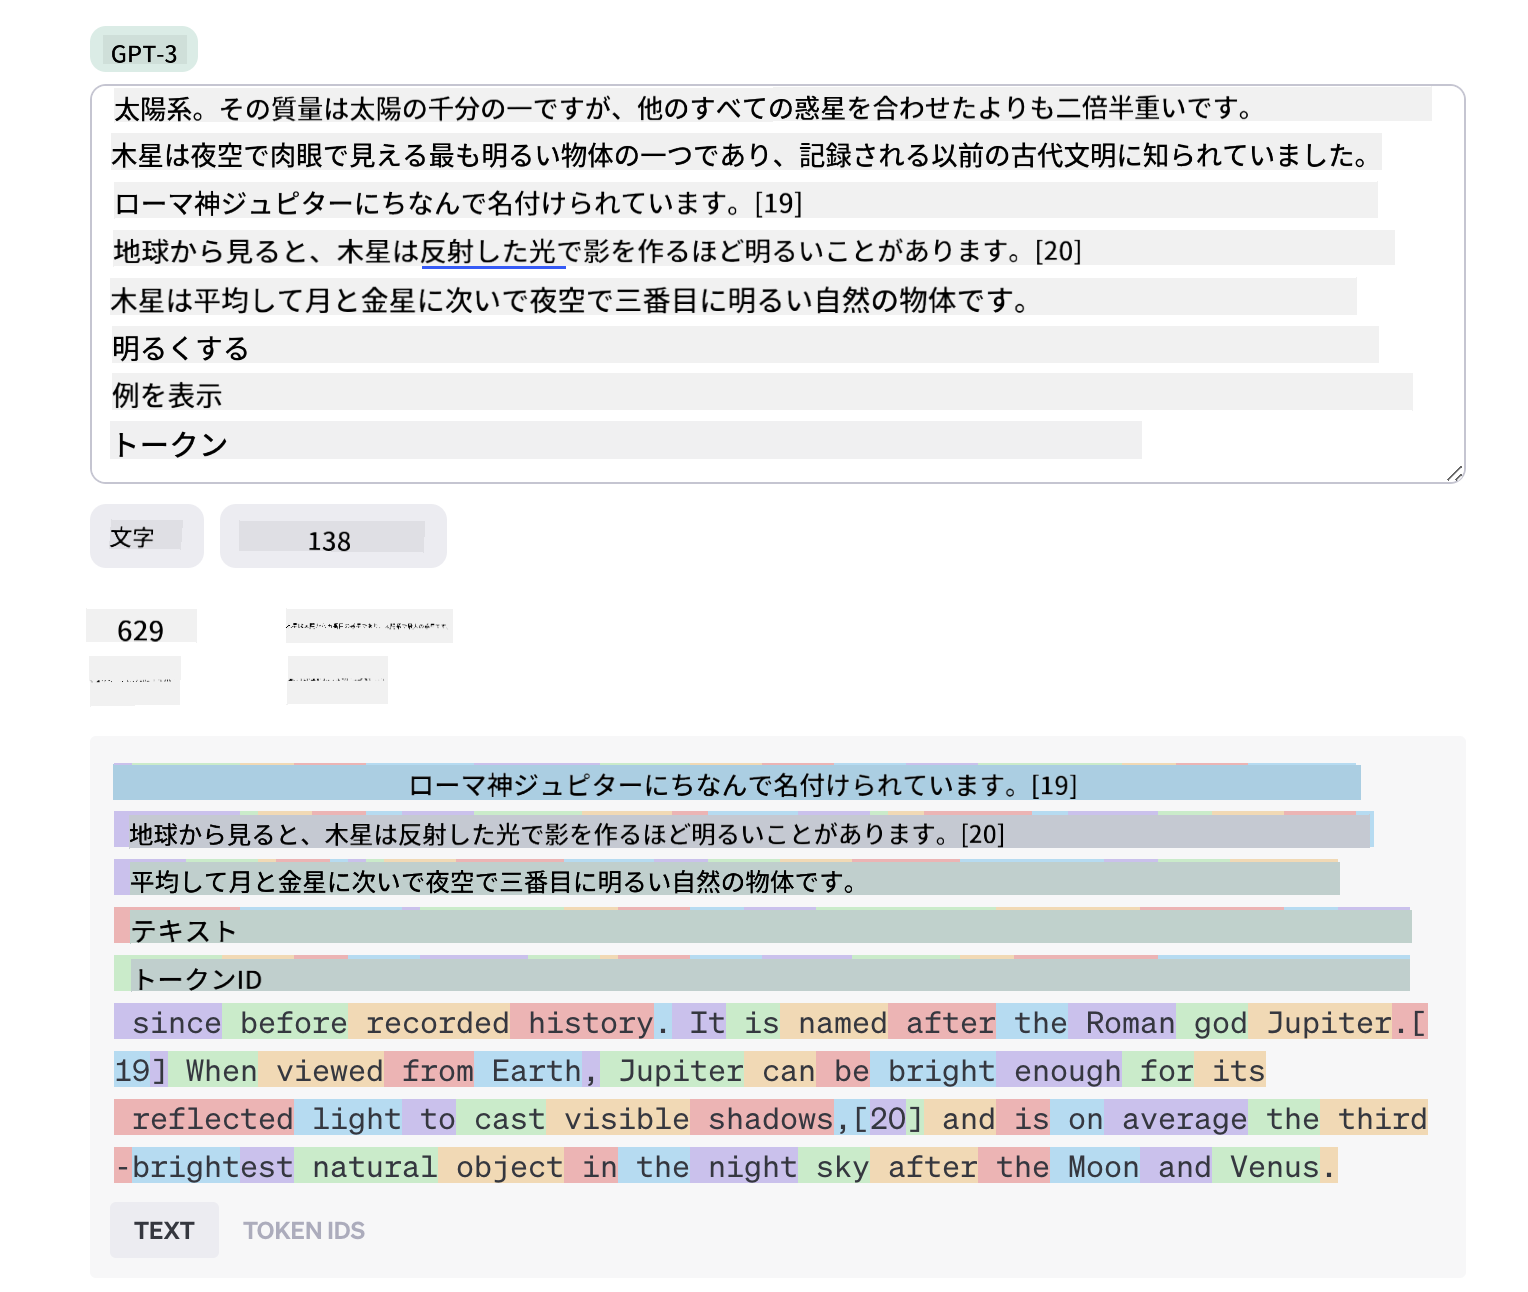 GPT-3
太陽系。その質量は太陽の千分の一ですが、他のすべての惑星を合わせたよりも二倍半重いです。
木星は夜空で肉眼で見える最も明るい物体の一つであり、記録される以前の古代文明に知られていました。
ローマ神ジュピターにちなんで名付けられています。[19]
地球から見ると、木星は反射した光で影を作るほど明るいことがあります。[20]
木星は平均して月と金星に次いで夜空で三番目に明るい自然の物体です。
明るくする
例を表示
トークン
文字
138
629
ローマ神ジュピターにちなんで名付けられています。[19]
地球から見ると、木星は反射した光で影を作るほど明るいことがあります。[20]
平均して月と金星に次いで夜空で三番目に明るい自然の物体です。
テキスト
トークンID
since before recorded history. It is named after the Roman god Jupiter.[
19] When viewed from Earth, Jupiter can be bright enough for its
reflected light to cast visible shadows,[20] and is on average the third
-brightest natural object in the night sky after the Moon and Venus.
TEXT
TOKEN IDS